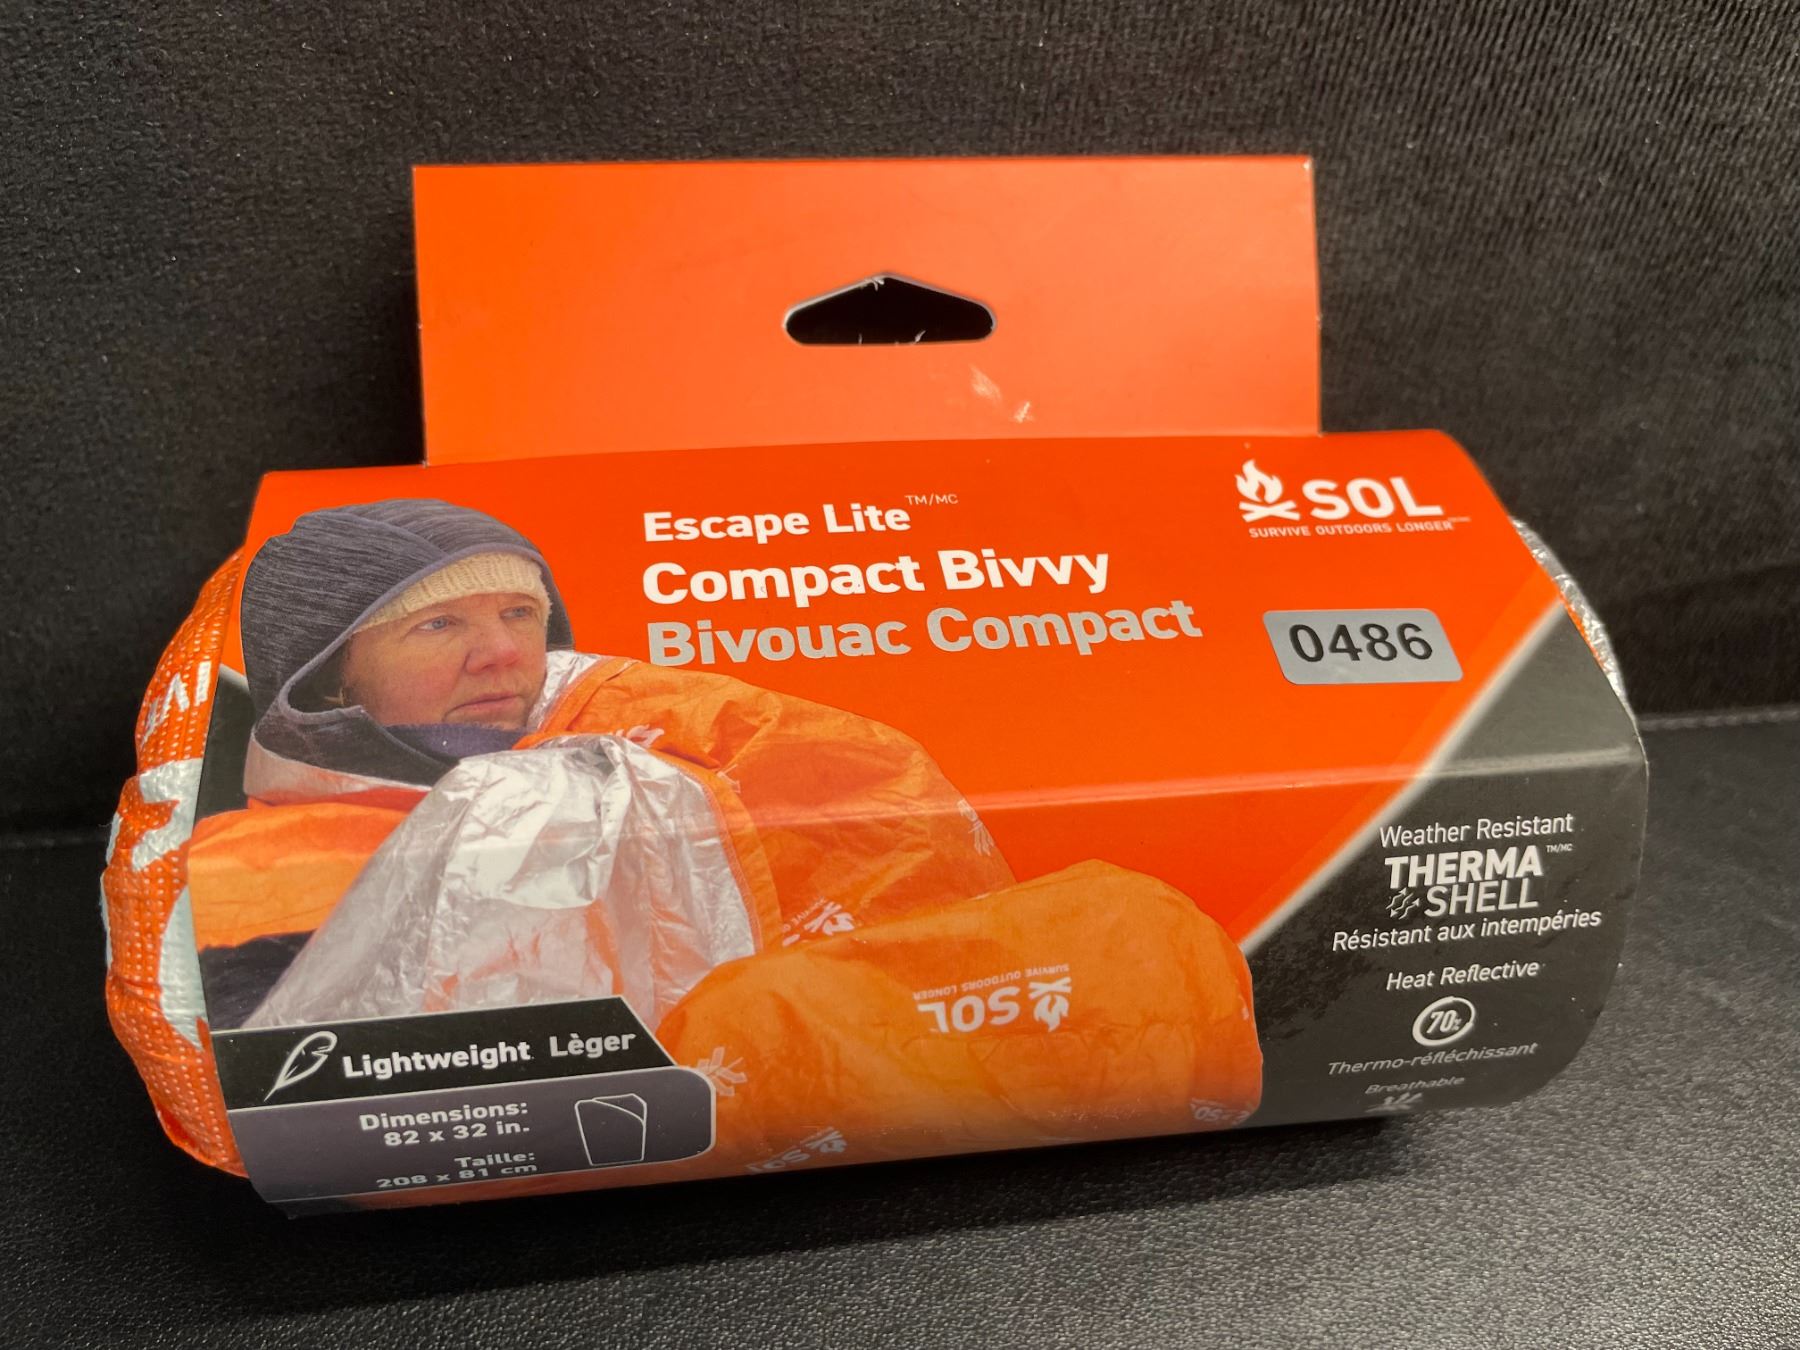 Escape Lite™/MC
Compact Bivvy
Bivouac Compact
SOL
SURVIVE OUTDOORS LONGER
0486
Weather Resistant
THERMA™/MC
SHELL
Résistant aux intempéries
Heat Reflective
70%
Thermo-réfléchissant
Breathable
SURVIVE OUTDOORS LONGER
SOL
Lightweight Lèger
Dimensions:
82 x 32 in.
Taille:
208 x 81 cm
SOL